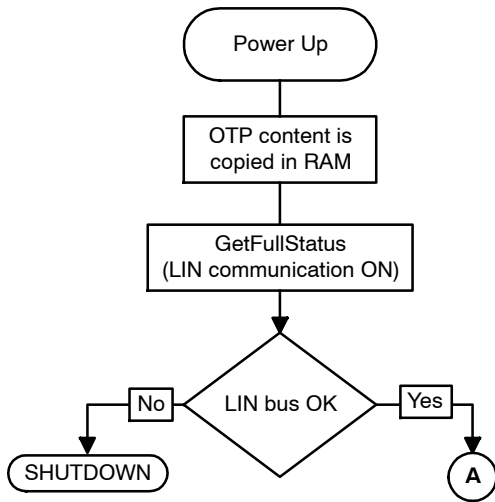 Power Up
OTP content is
copied in RAM
GetFullStatus
(LIN communication ON)
No
LIN bus OK
Yes
SHUTDOWN
A